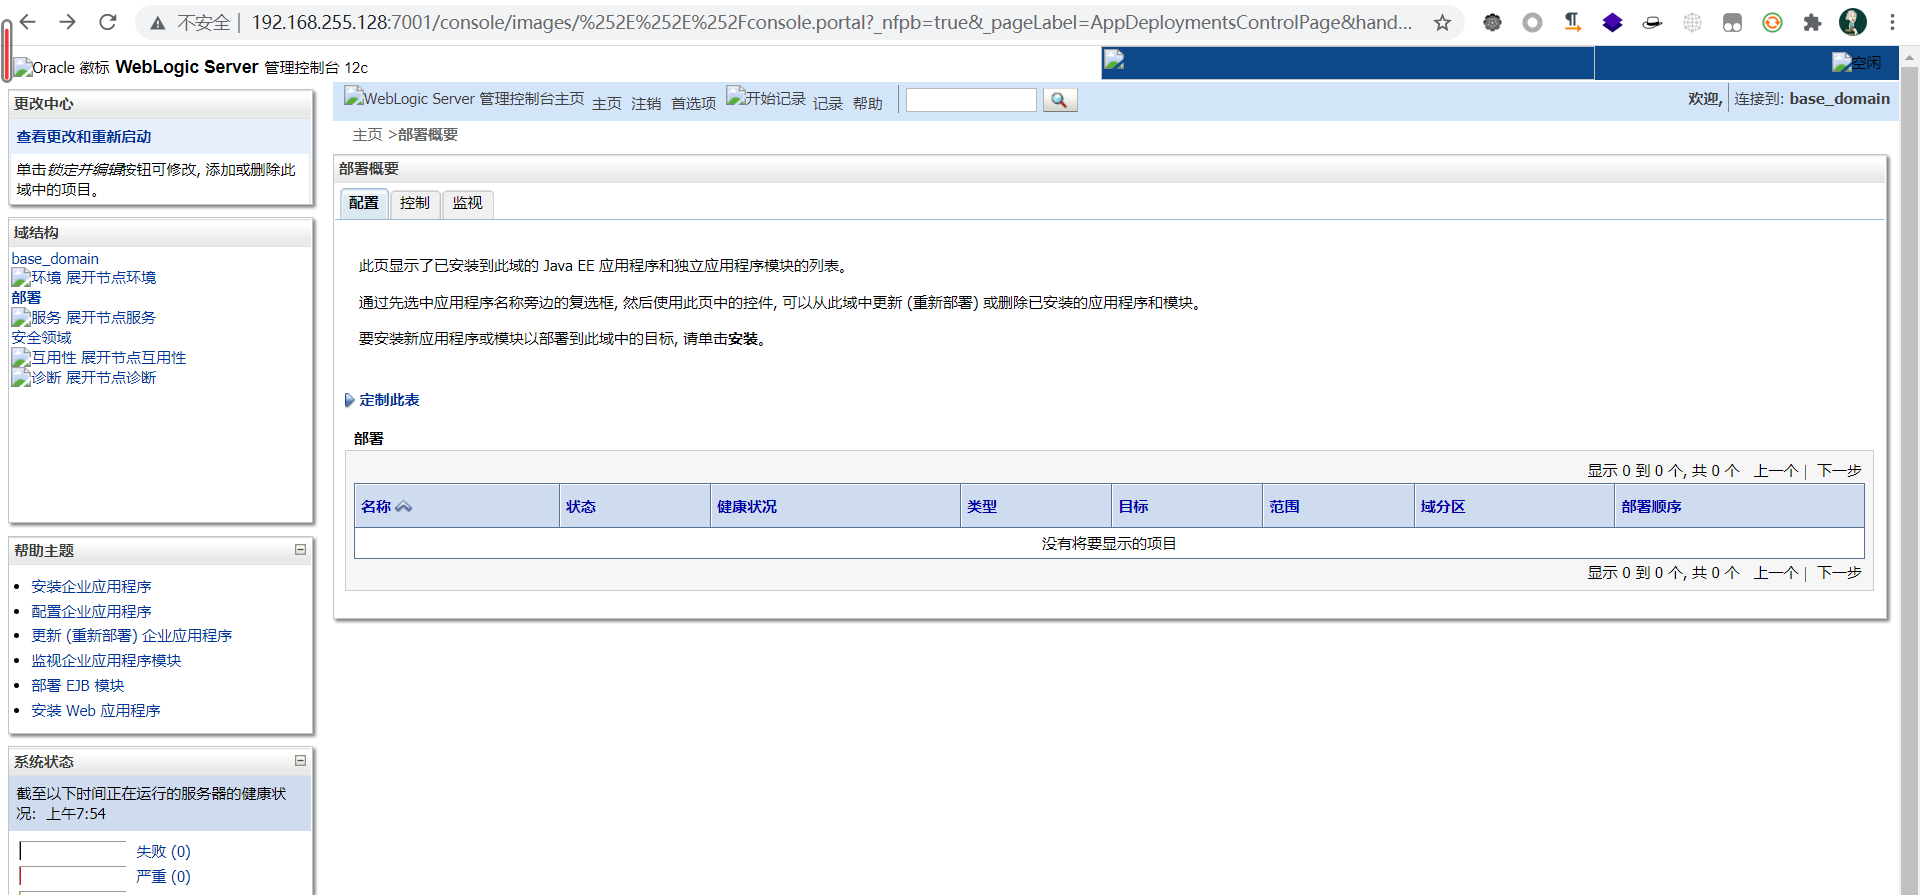 不安全 192.168.255.128:7001/console/images/%252E%252E%252Fconsole.portal?_nfpb=true&_pageLabel=AppDeploymentsControlPage&hand...
Oracle 徽标 WebLogic Server 管理控制台 12c
空闲
更改中心
查看更改和重新启动
单击锁定并编辑按钮可修改, 添加或删除此
域中的项目。
域结构
base_domain
环境 展开节点环境
部署
服务 展开节点服务
安全领域
互用性 展开节点互用性
诊断 展开节点诊断
帮助主题
安装企业应用程序
配置企业应用程序
更新 (重新部署) 企业应用程序
监视企业应用程序模块
部署 EJB 模块
安装 Web 应用程序
系统状态
截至以下时间正在运行的服务器的健康状
况: 上午7:54
失败 (0)
严重 (0)
WebLogic Server 管理控制台主页 主页 注销 首选项 开始记录 记录 帮助
欢迎, 连接到: base_domain
主页 >部署概要
部署概要
配置 控制 监视
此页显示了已安装到此域的 Java EE 应用程序和独立应用程序模块的列表。
通过先选中应用程序名称旁边的复选框, 然后使用此页中的控件, 可以从此域中更新 (重新部署) 或删除已安装的应用程序和模块。
要安装新应用程序或模块以部署到此域中的目标, 请单击安装。
定制此表
部署
显示 0 到 0 个, 共 0 个 上一个 | 下一步
名称 状态 健康状况 类型 目标 范围 域分区 部署顺序
没有将要显示的项目
显示 0 到 0 个, 共 0 个 上一个 | 下一步